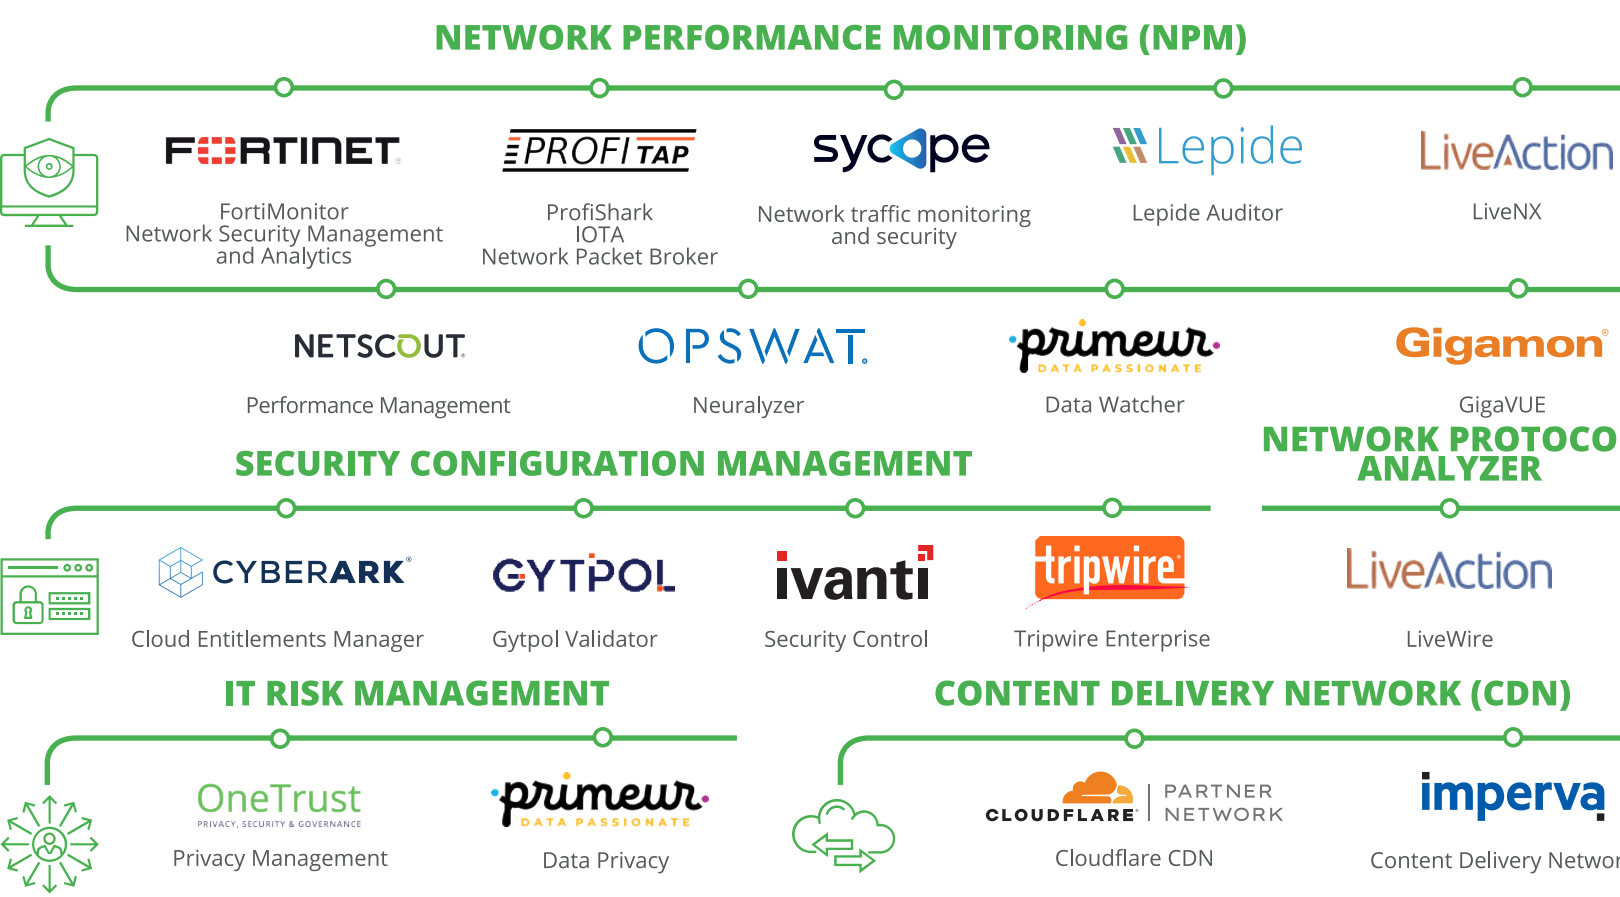 NETWORK PERFORMANCE MONITORING (NPM)
FORTINET
PROFITAP
sycope
Lepide
LiveAction
FortiMonitor
Network Security Management
and Analytics
ProfiShark
IOTA
Network Packet Broker
Network traffic monitoring
and security
Lepide Auditor
LiveNX
NETSCOUT
OPSWAT.
primeur
DATA PASSIONATE
Gigamon®
Performance Management
Neuralyzer
Data Watcher
GigaVUE
SECURITY CONFIGURATION MANAGEMENT
NETWORK PROTOCO
ANALYZER
CYBERARK®
GYTPOL
ivanti
tripwire
LiveAction
Cloud Entitlements Manager
Gytpol Validator
Security Control
Tripwire Enterprise
LiveWire
IT RISK MANAGEMENT
CONTENT DELIVERY NETWORK (CDN)
OneTrust
PRIVACY, SECURITY & GOVERNANCE
primeur
DATA PASSIONATE
CLOUDFLARE
PARTNER
NETWORK
imperva
Privacy Management
Data Privacy
Cloudflare CDN
Content Delivery Networ